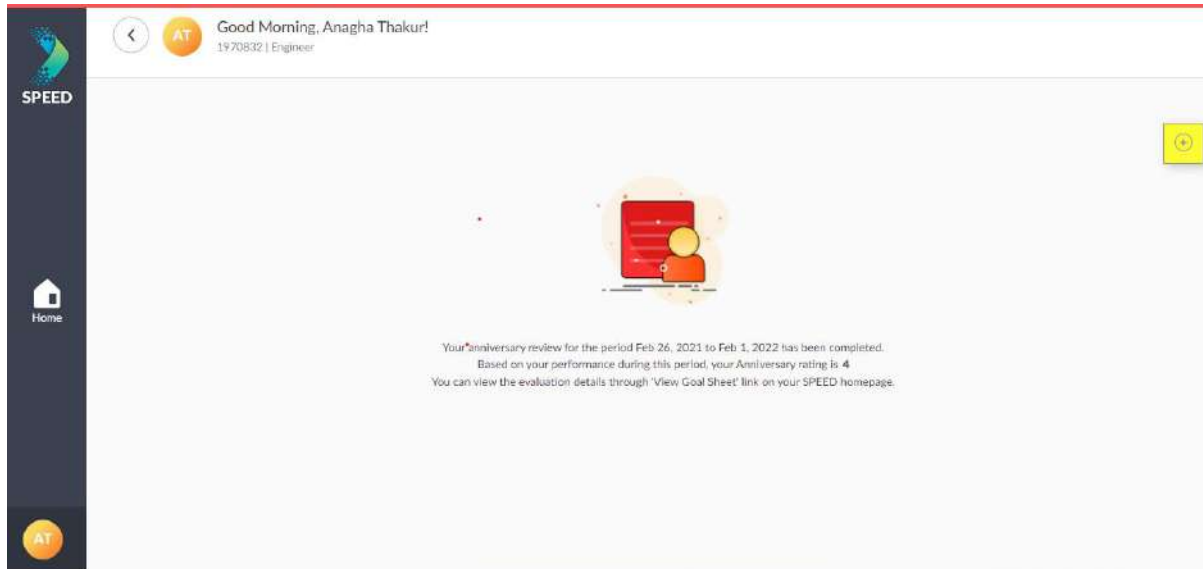 Good Morning, Anagha Thakur!
AT
1970832 | Engineer
SPEED
Home
Your anniversary review for the period Feb 26, 2021 to Feb 1, 2022 has been completed.
Based on your performance during this period, your Anniversary rating is 4
You can view the evaluation details through 'View Goal Sheet' link on your SPEED homepage.
AT